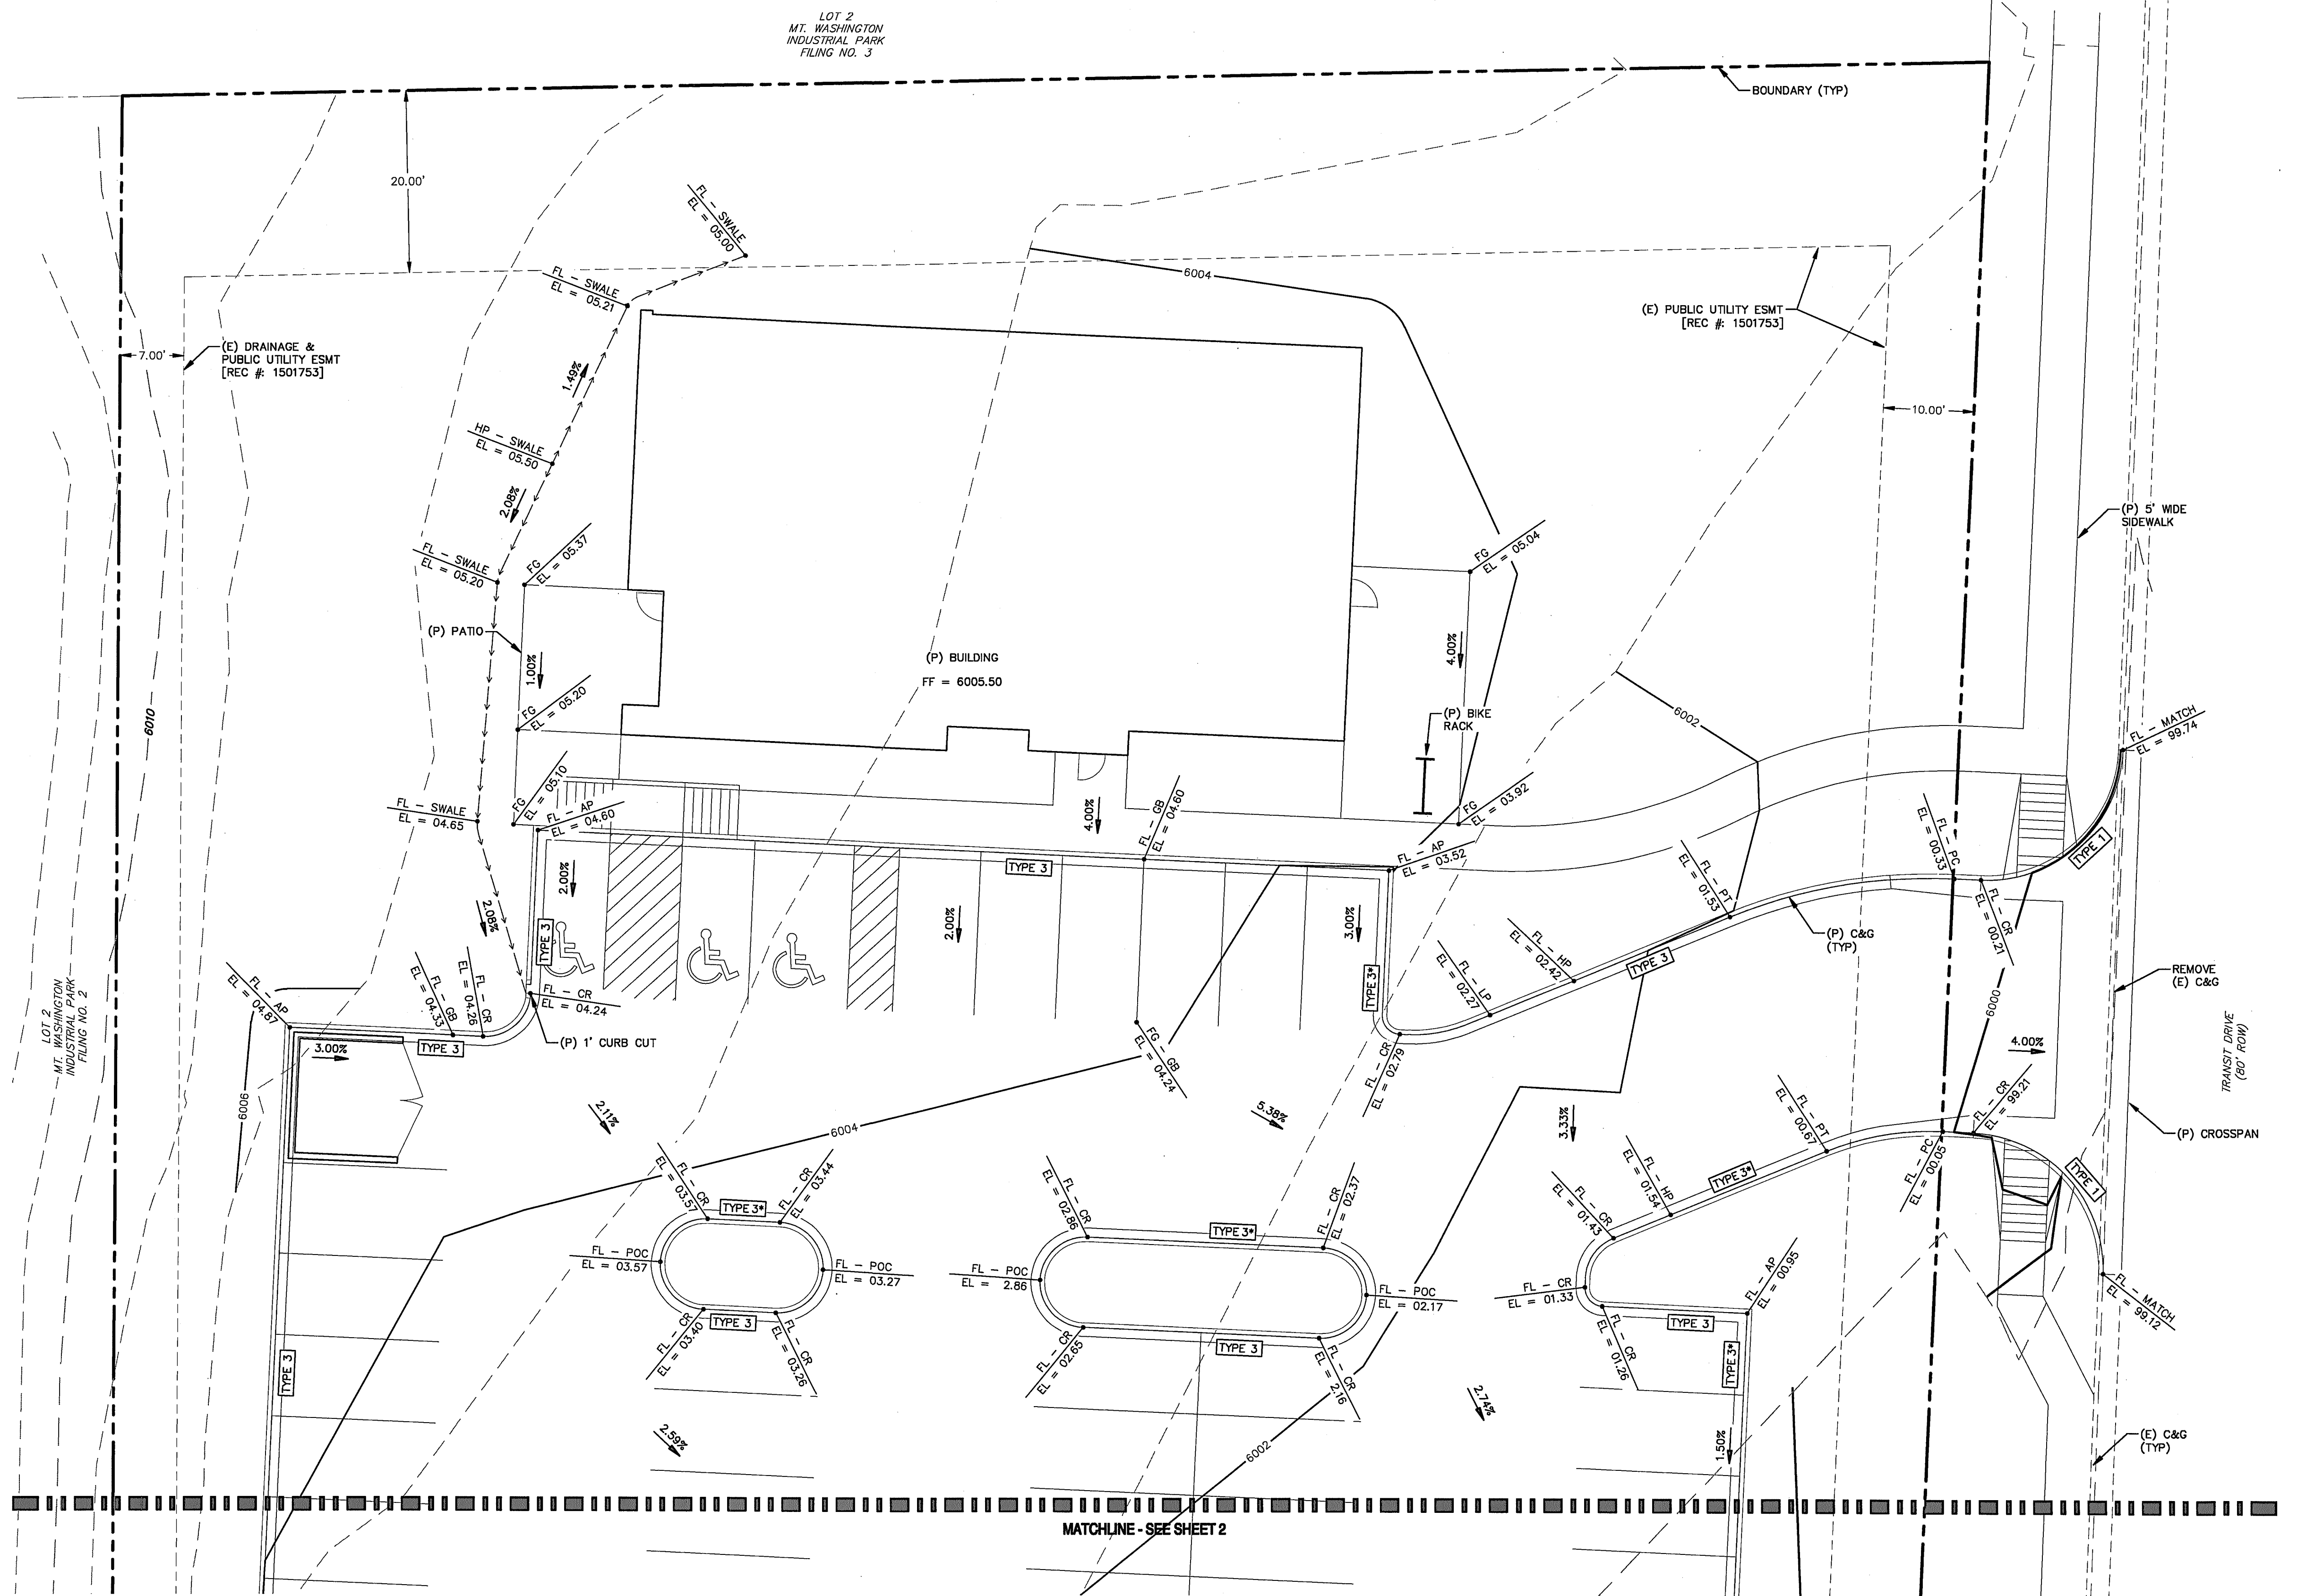 LOT 2
MT. WASHINGTON
INDUSTRIAL PARK
FILING NO. 3
BOUNDARY (TYP)
20.00'
FL - SWALE
EL = 05.00
FL - SWALE
EL = 05.21
6004
(E) PUBLIC UTILITY ESMT
[REC #: 1501753]
7.00'
(E) DRAINAGE &
PUBLIC UTILITY ESMT
[REC #: 1501753]
1.49%
10.00'
HP - SWALE
EL = 05.50
2.08%
(P) 5' WIDE
SIDEWALK
FL - SWALE
EL = 05.20
FG
EL = 05.37
FG
EL = 05.04
(P) PATIO
1.00%
(P) BUILDING
FF = 6005.50
4.00%
6010
FG
EL = 05.20
(P) BIKE
RACK
6002
FL - MATCH
EL = 99.74
FG
EL = 05.10
FL - AP
EL = 04.60
FL - SWALE
EL = 04.65
4.00%
FL - GB
EL = 04.60
FG
EL = 03.92
FL - PC
EL = 00.33
TYPE 1
TYPE 3
FL - AP
EL = 03.52
FL - PT
EL = 01.53
2.00%
2.08%
TYPE 3
2.00%
3.00%
FL - CR
EL = 00.21
(P) C&G
(TYP)
FL - HP
EL = 02.42
FL - LP
EL = 02.27
TYPE 3
TYPE 3*
REMOVE
(E) C&G
FL - AP
EL = 04.87
FL - GB
EL = 04.33
FL - CR
EL = 04.26
FL - CR
EL = 04.24
6000
LOT 2
MT. WASHINGTON
INDUSTRIAL PARK
FILING NO. 2
3.00%
TYPE 3
(P) 1' CURB CUT
FG - GB
EL = 04.24
FL - CR
EL = 02.79
4.00%
TRANSIT DRIVE
(80' ROW)
6006
2.11%
5.38%
3.33%
6004
FL - PT
EL = 00.67
FL - CR
EL = 99.21
(P) CROSSPAN
FL - CR
EL = 03.57
FL - CR
EL = 03.44
FL - CR
EL = 02.86
FL - CR
EL = 02.37
FL - HP
EL = 01.54
FL - CR
EL = 01.43
TYPE 3*
FL - PC
EL = 00.05
TYPE 1
TYPE 3*
TYPE 3*
FL - POC
EL = 03.57
FL - POC
EL = 03.27
FL - POC
EL = 2.86
FL - POC
EL = 02.17
FL - CR
EL = 01.33
FL - AP
EL = 00.95
FL - MATCH
EL = 99.12
TYPE 3
TYPE 3
TYPE 3
FL - CR
EL = 03.40
FL - CR
EL = 03.26
FL - CR
EL = 02.65
FL - CR
EL = 2.16
FL - CR
EL = 01.26
TYPE 3*
TYPE 3
2.59%
6002
2.74%
1.50%
(E) C&G
(TYP)
MATCHLINE - SEE SHEET 2